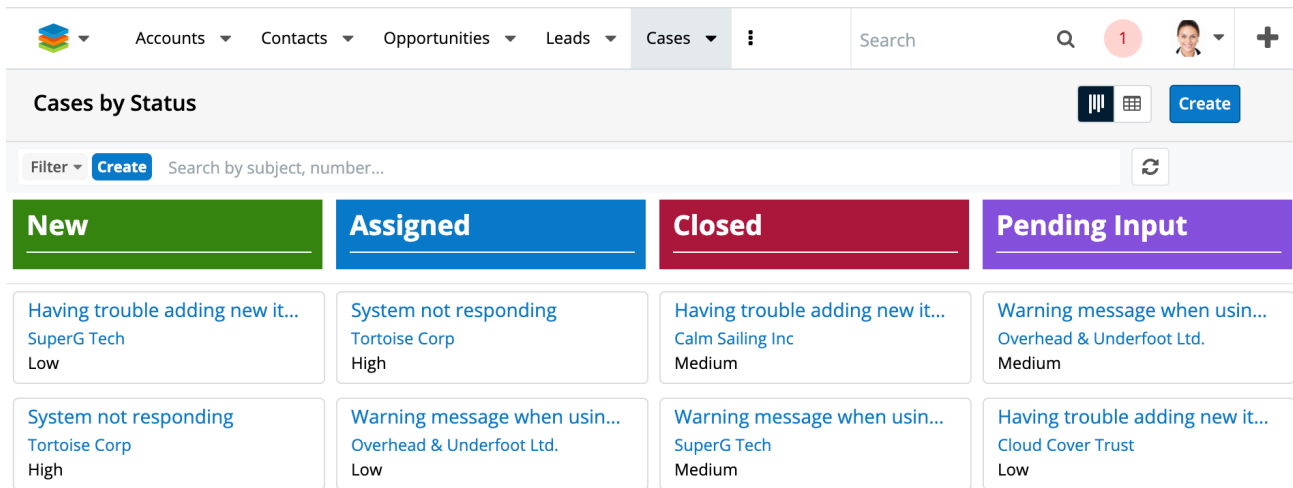 Accounts Contacts Opportunities Leads Cases Search 1
Cases by Status Create
Filter Create Search by subject, number...
New
Having trouble adding new it...
SuperG Tech
Low
System not responding
Tortoise Corp
High
Assigned
System not responding
Tortoise Corp
High
Warning message when usin...
Overhead & Underfoot Ltd.
Low
Closed
Having trouble adding new it...
Calm Sailing Inc
Medium
Warning message when usin...
SuperG Tech
Medium
Pending Input
Warning message when usin...
Overhead & Underfoot Ltd.
Medium
Having trouble adding new it...
Cloud Cover Trust
Low